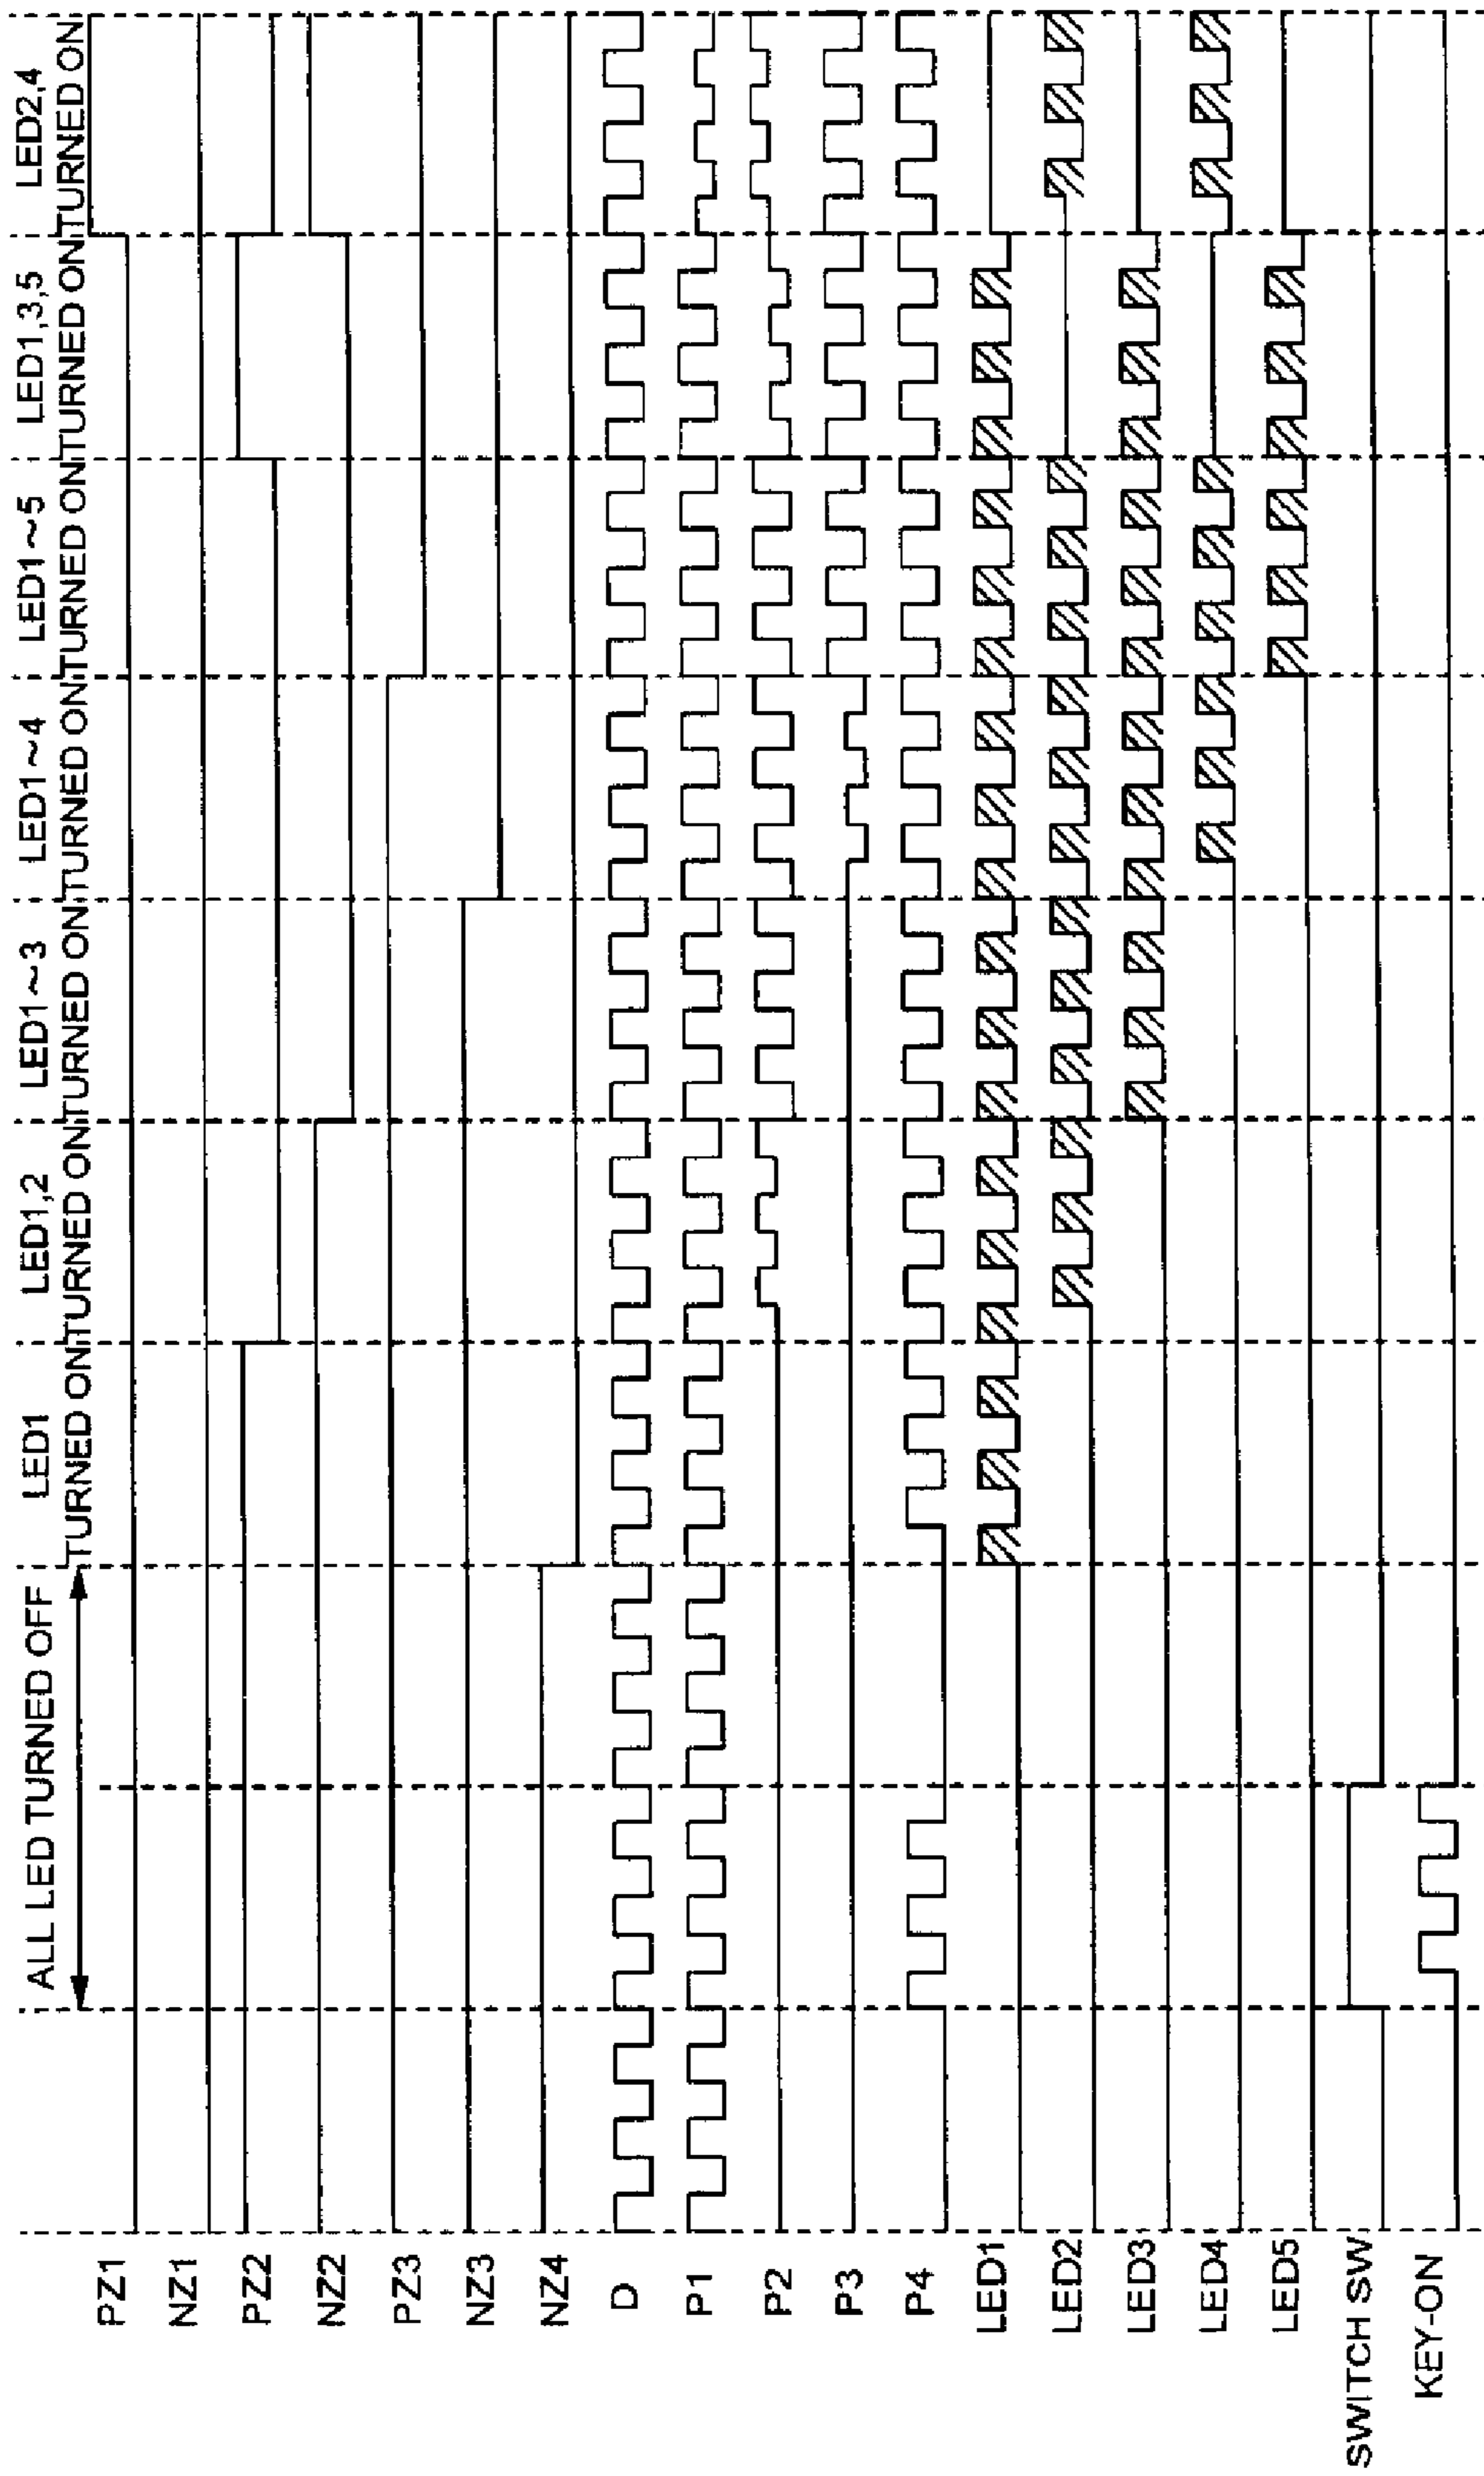 ALL LED TURNED OFF
LED1
TURNED ON
LED1,2
TURNED ON
LED1~3
TURNED ON
LED1~4
TURNED ON
LED1~5
TURNED ON
LED1,3,5
TURNED ON
LED2,4
TURNED ON
PZ1
NZ1
PZ2
NZ2
PZ3
NZ3
NZ4
D
P1
P2
P3
P4
LED1
LED2
LED3
LED4
LED5
SWITCH SW
KEY-ON